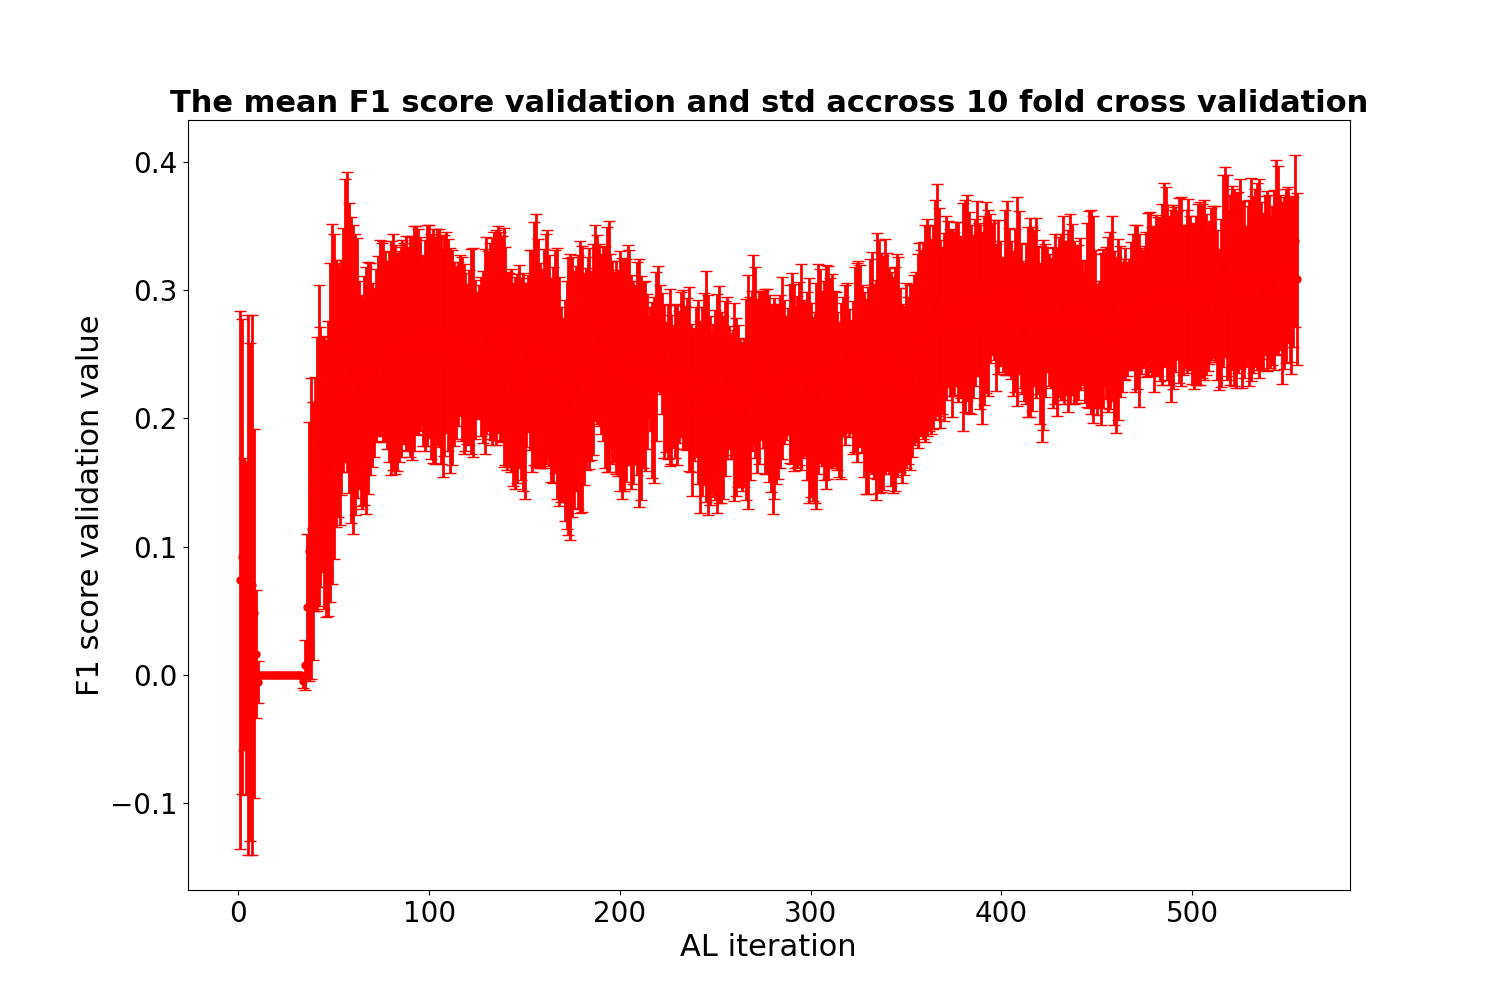 The mean F1 score validation and std accross 10 fold cross validation
F1 score validation value
0.4
0.3
0.2
0.1
0.0
−0.1
0 100 200 300 400 500
AL iteration